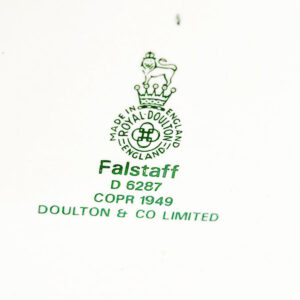 MADE IN ENGLAND
ROYAL DOULTON
ENGLAND
Falstaff
D 6287
COPR 1949
DOULTON & CO LIMITED